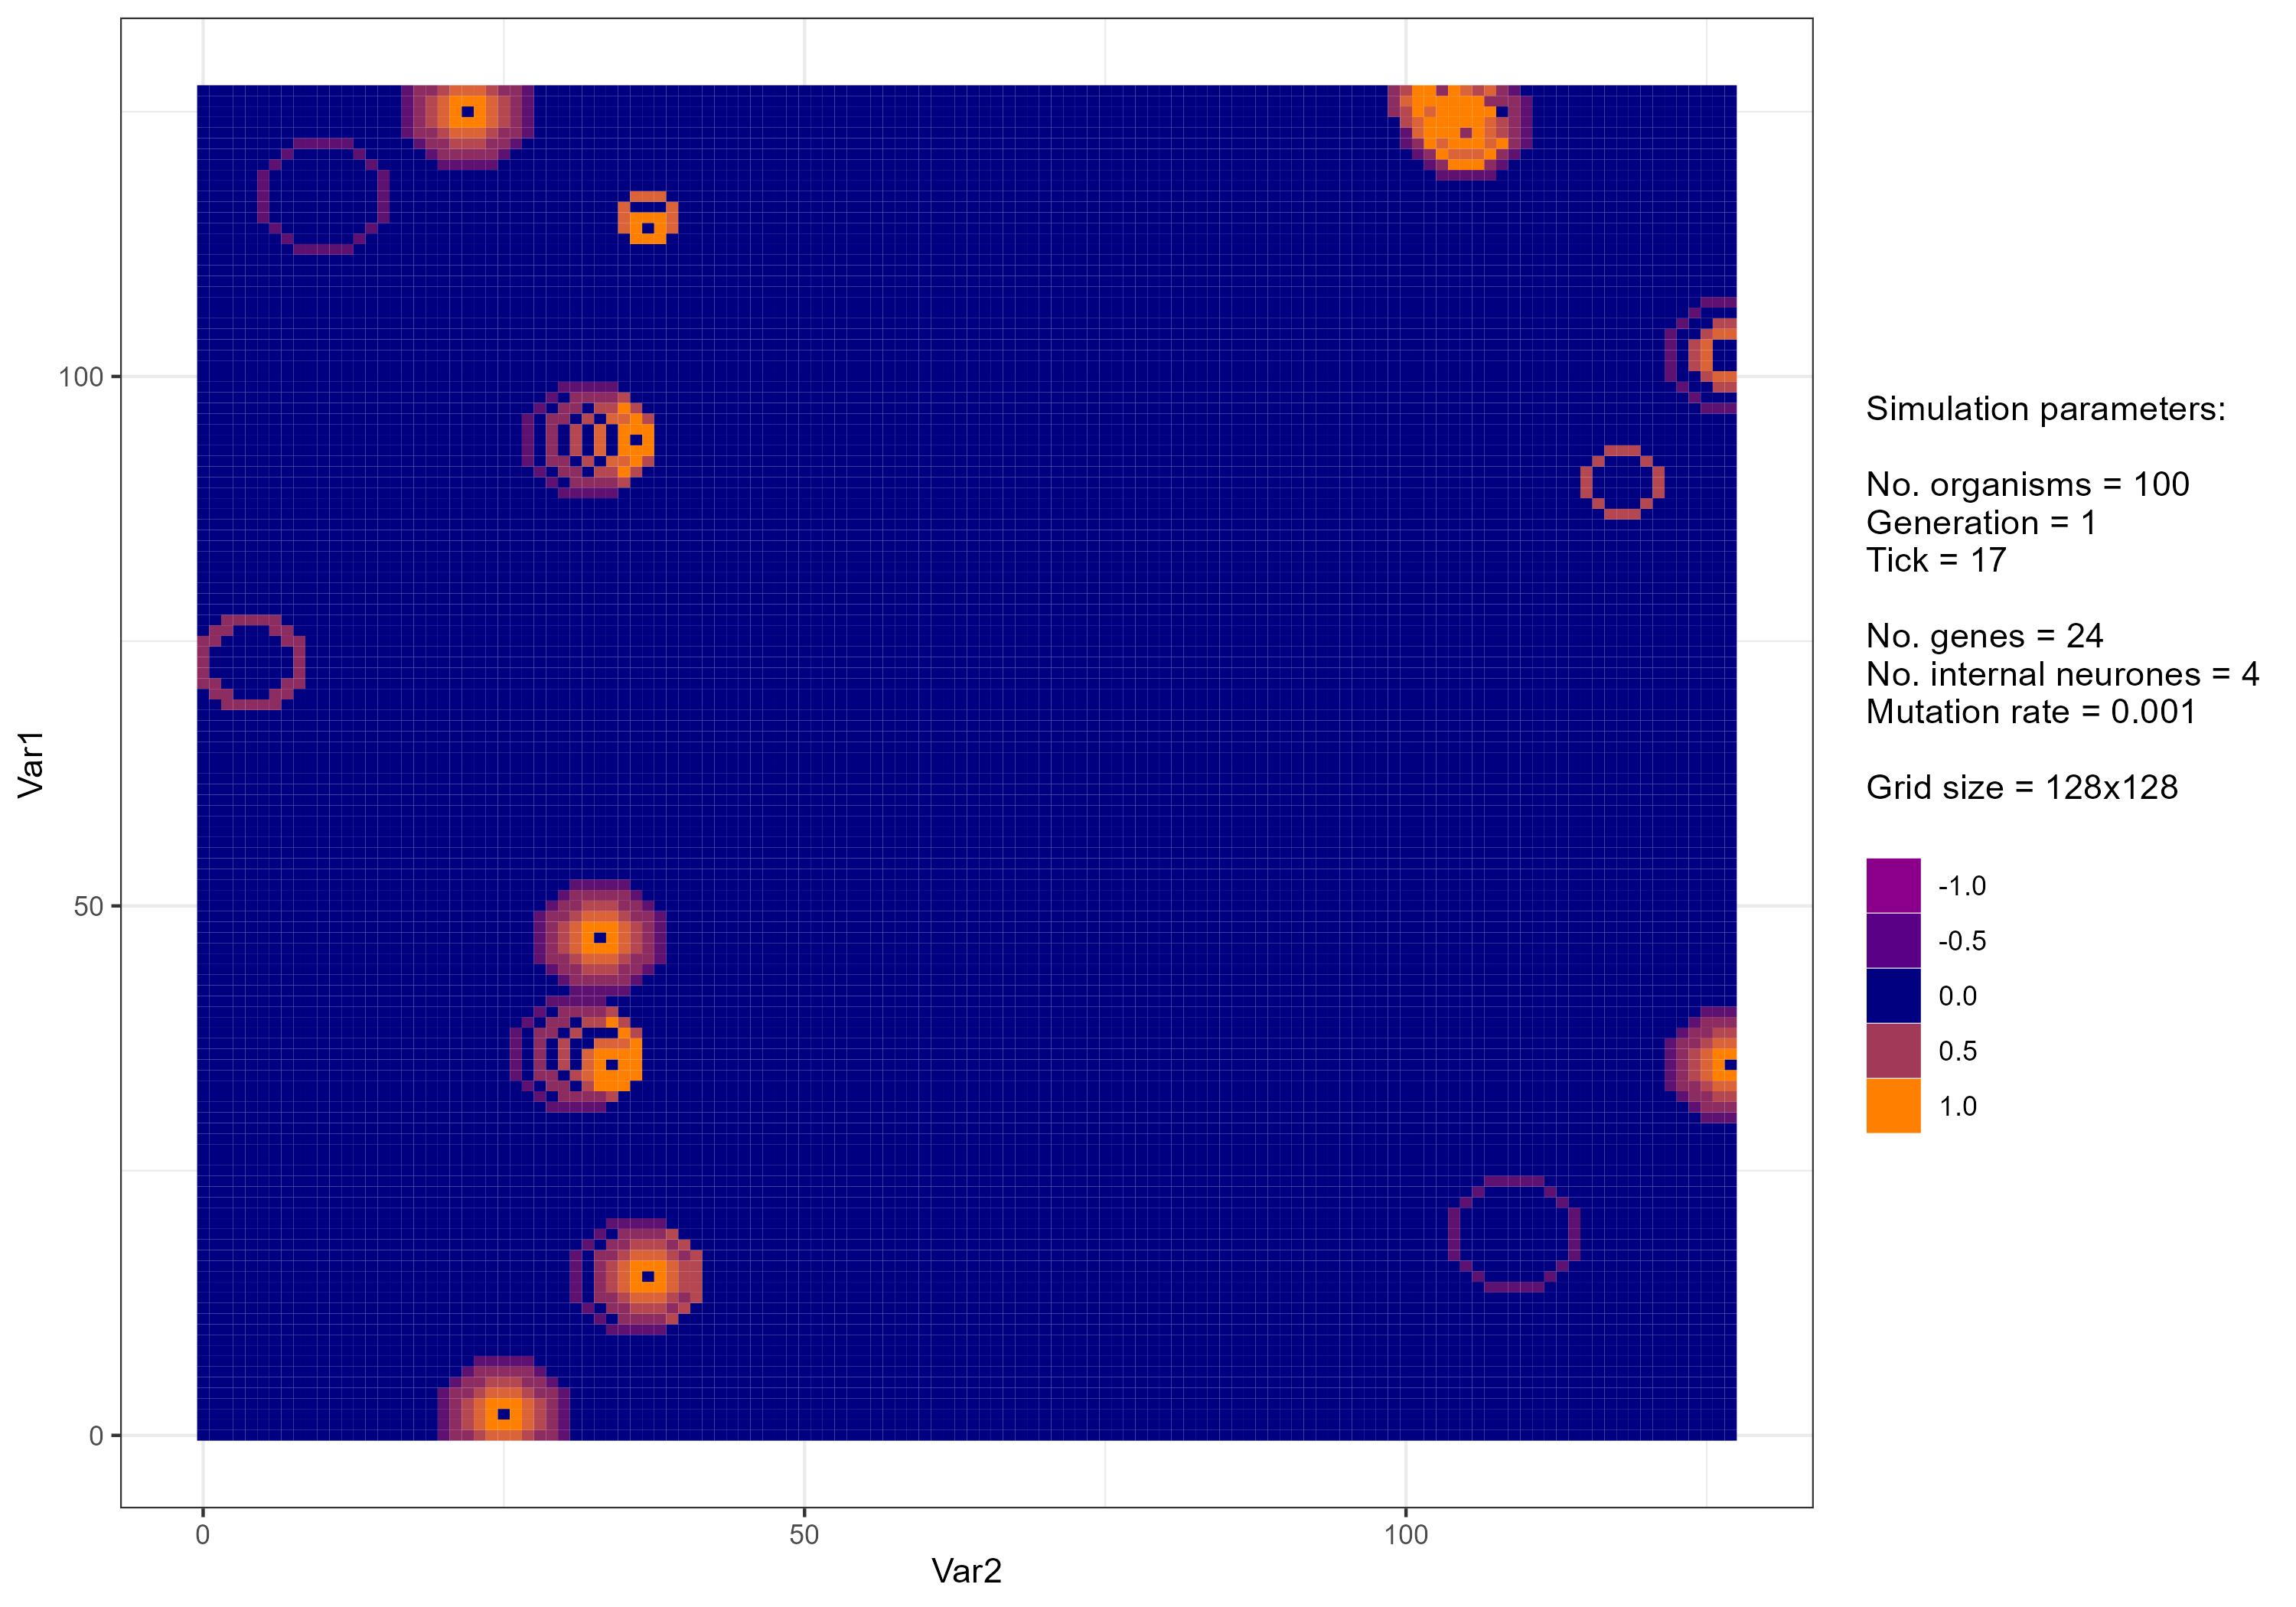 Var1
100
50
0
0
50
100
Var2
Simulation parameters:
No. organisms = 100
Generation = 1
Tick = 17
No. genes = 24
No. internal neurones = 4
Mutation rate = 0.001
Grid size = 128x128
-1.0
-0.5
0.0
0.5
1.0